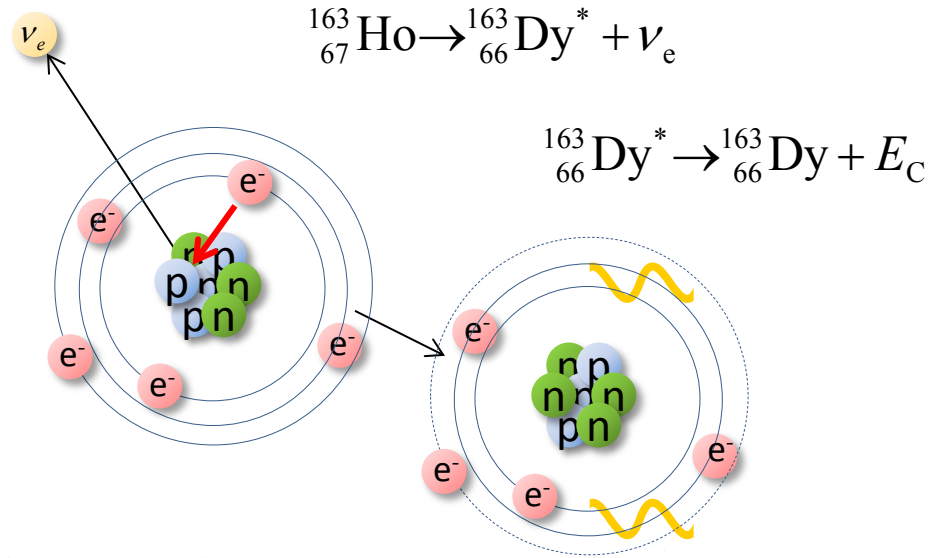 ν_e
¹⁶³₆₇Ho → ¹⁶³₆₆Dy* + ν_e
¹⁶³₆₆Dy* → ¹⁶³₆₆Dy + E_C
e⁻
e⁻
n p
p n n
p n
e⁻
e⁻
e⁻
e⁻
n p
n n n
p n
e⁻
e⁻
e⁻